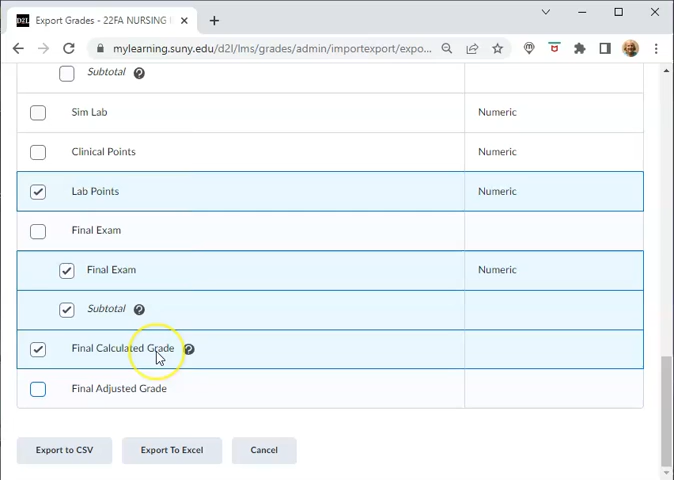 D2L Export Grades - 22FA NURSING
mylearning.suny.edu/d2l/lms/grades/admin/importexport/expo...
Subtotal ?
Sim Lab Numeric
Clinical Points Numeric
Lab Points Numeric
Final Exam
Final Exam Numeric
Subtotal ?
Final Calculated Grade ?
Final Adjusted Grade
Export to CSV Export To Excel Cancel